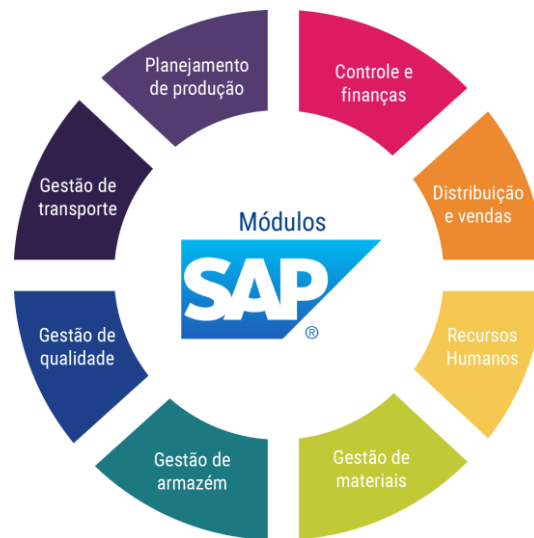 Planejamento
de produção
Controle e
finanças
Gestão de
transporte
Distribuição
e vendas
Módulos
SAP
®
Gestão de
qualidade
Recursos
Humanos
Gestão de
armazém
Gestão de
materiais